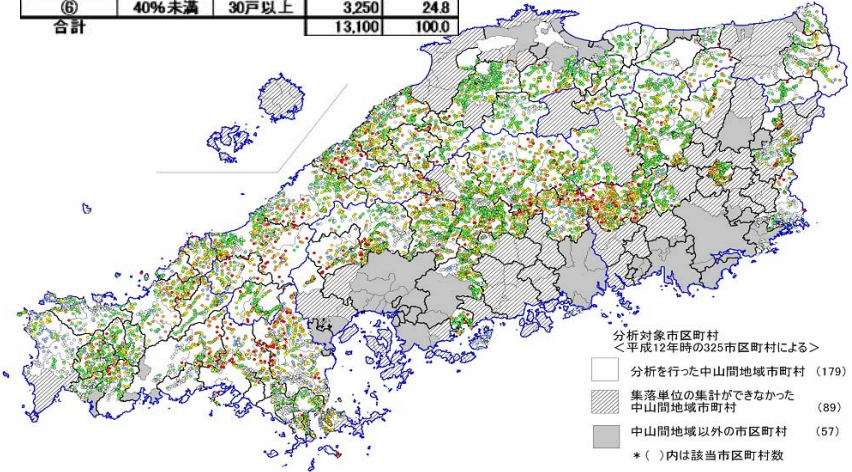 ⑥ 40%未満 30戸以上 3,250 24.8
合計 13,100 100.0
分析対象市区町村
＜平成12年時の325市区町村による＞
分析を行った中山間地域市町村 (179)
集落単位の集計ができなかった
中山間地域市町村 (89)
中山間地域以外の市区町村 (57)
＊( )内は該当市区町村数